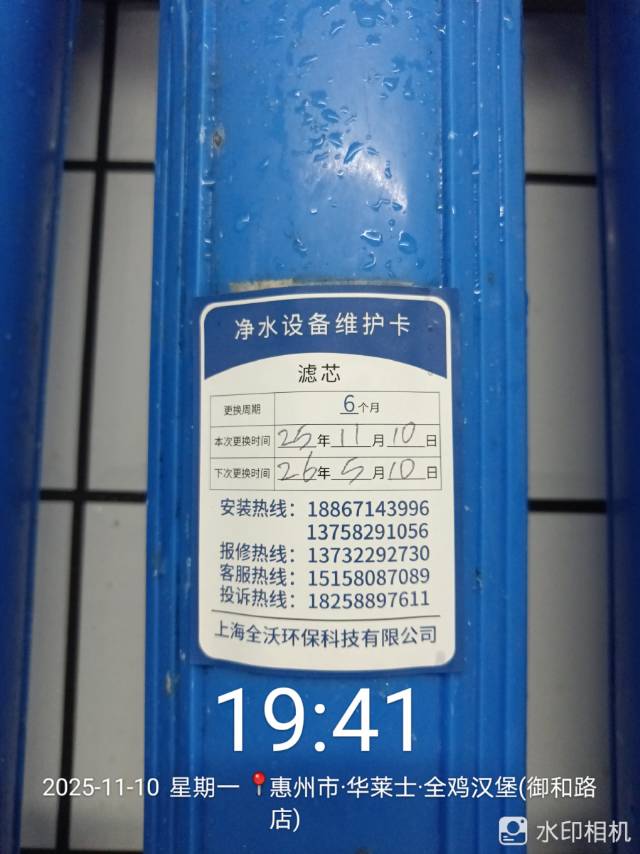 净水设备维护卡
滤芯
更换周期 6个月
本次更换时间 25年11月10日
下次更换时间 26年5月10日
安装热线：18867143996
13758291056
报修热线：13732292730
客服热线：15158087089
投诉热线：18258897611
上海全沃环保科技有限公司
19:41
2025-11-10 星期一 📍惠州市·华莱士·全鸡汉堡(御和路
店)
水印相机